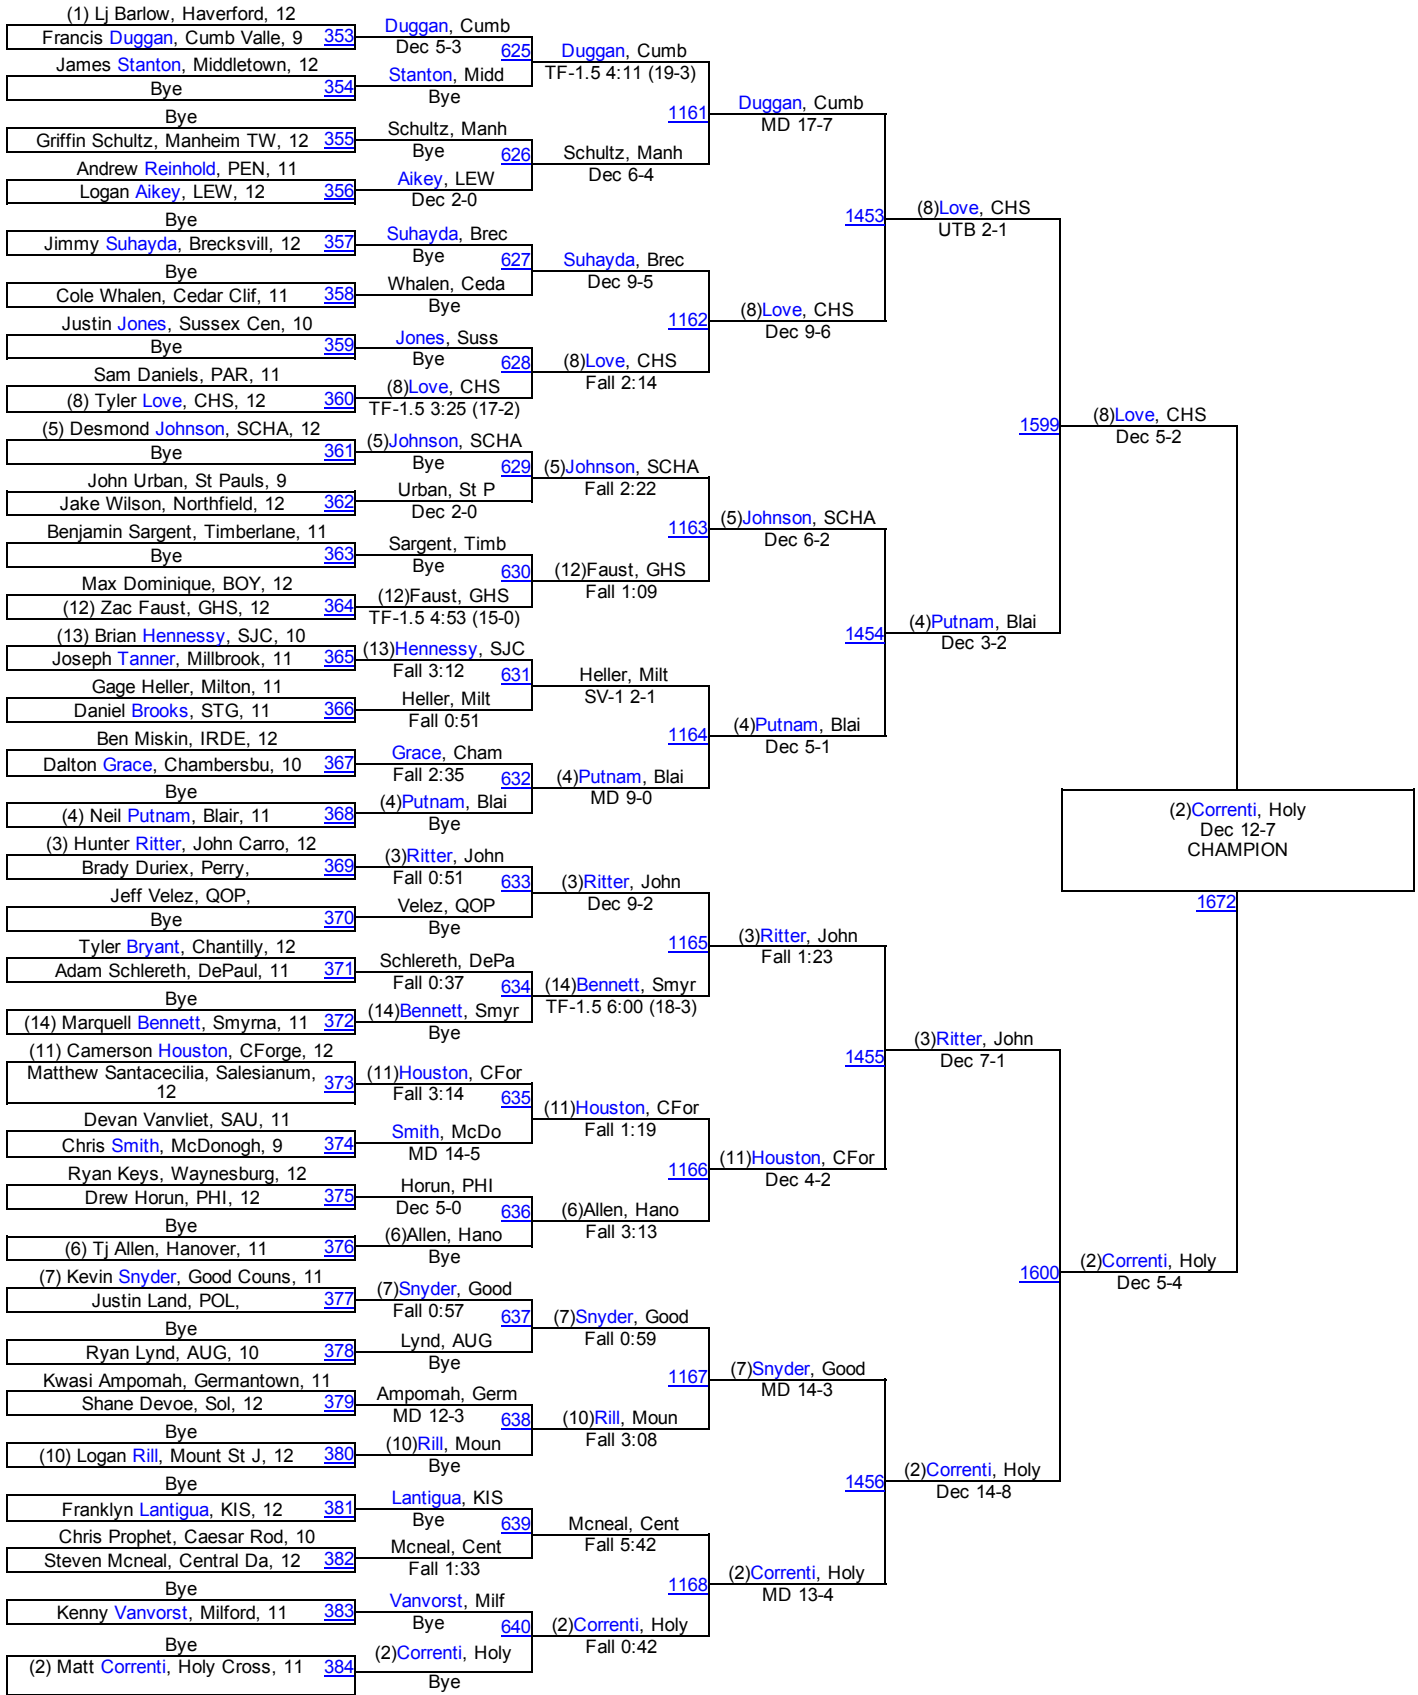 (1) Lj Barlow, Haverford, 12
Francis Duggan, Cumb Valle, 9 353
James Stanton, Middletown, 12
Bye 354
Bye
Griffin Schultz, Manheim TW, 12 355
Andrew Reinhold, PEN, 11
Logan Aikey, LEW, 12 356
Bye
Jimmy Suhayda, Brecksvill, 12 357
Bye
Cole Whalen, Cedar Clif, 11 358
Justin Jones, Sussex Cen, 10
Bye 359
Sam Daniels, PAR, 11
(8) Tyler Love, CHS, 12 360
(5) Desmond Johnson, SCHA, 12
Bye 361
John Urban, St Pauls, 9
Jake Wilson, Northfield, 12 362
Benjamin Sargent, Timberlane, 11
Bye 363
Max Dominique, BOY, 12
(12) Zac Faust, GHS, 12 364
(13) Brian Hennessy, SJC, 10
Joseph Tanner, Millbrook, 11 365
Gage Heller, Milton, 11
Daniel Brooks, STG, 11 366
Ben Miskin, IRDE, 12
Dalton Grace, Chambersbu, 10 367
Bye
(4) Neil Putnam, Blair, 11 368
(3) Hunter Ritter, John Carro, 12
Brady Duriex, Perry, 369
Jeff Velez, QOP,
Bye 370
Tyler Bryant, Chantilly, 12
Adam Schlereth, DePaul, 11 371
Bye
(14) Marquell Bennett, Smyrna, 11 372
(11) Camerson Houston, CForge, 12
Matthew Santacecilia, Salesianum,
12 373
Devan Vanvliet, SAU, 11
Chris Smith, McDonogh, 9 374
Ryan Keys, Waynesburg, 12
Drew Horun, PHI, 12 375
Bye
(6) Tj Allen, Hanover, 11 376
(7) Kevin Snyder, Good Couns, 11
Justin Land, POL, 377
Bye
Ryan Lynd, AUG, 10 378
Kwasi Ampomah, Germantown, 11
Shane Devoe, Sol, 12 379
Bye
(10) Logan Rill, Mount St J, 12 380
Bye
Franklyn Lantigua, KIS, 12 381
Chris Prophet, Caesar Rod, 10
Steven Mcneal, Central Da, 12 382
Bye
Kenny Vanvorst, Milford, 11 383
Bye
(2) Matt Correnti, Holy Cross, 11 384
Duggan, Cumb
Dec 5-3
625
Stanton, Midd
Bye
Schultz, Manh
Bye
626
Aikey, LEW
Dec 2-0
Suhayda, Brec
Bye
627
Whalen, Ceda
Bye
Jones, Suss
Bye
628
(8)Love, CHS
TF-1.5 3:25 (17-2)
(5)Johnson, SCHA
Bye
629
Urban, St P
Dec 2-0
Sargent, Timb
Bye
630
(12)Faust, GHS
TF-1.5 4:53 (15-0)
(13)Hennessy, SJC
Fall 3:12
631
Heller, Milt
Fall 0:51
Grace, Cham
Fall 2:35
632
(4)Putnam, Blai
Bye
(3)Ritter, John
Fall 0:51
633
Velez, QOP
Bye
Schlereth, DePa
Fall 0:37
634
(14)Bennett, Smyr
Bye
(11)Houston, CFor
Fall 3:14
635
Smith, McDo
MD 14-5
Horun, PHI
Dec 5-0
636
(6)Allen, Hano
Bye
(7)Snyder, Good
Fall 0:57
637
Lynd, AUG
Bye
Ampomah, Germ
MD 12-3
638
(10)Rill, Moun
Bye
Lantigua, KIS
Bye
639
Mcneal, Cent
Fall 1:33
Vanvorst, Milf
Bye
640
(2)Correnti, Holy
Bye
Duggan, Cumb
TF-1.5 4:11 (19-3)
1161
Schultz, Manh
Dec 6-4
Suhayda, Brec
Dec 9-5
1162
(8)Love, CHS
Fall 2:14
(5)Johnson, SCHA
Fall 2:22
1163
(12)Faust, GHS
Fall 1:09
Heller, Milt
SV-1 2-1
1164
(4)Putnam, Blai
MD 9-0
(3)Ritter, John
Dec 9-2
1165
(14)Bennett, Smyr
TF-1.5 6:00 (18-3)
(11)Houston, CFor
Fall 1:19
1166
(6)Allen, Hano
Fall 3:13
(7)Snyder, Good
Fall 0:59
1167
(10)Rill, Moun
Fall 3:08
Mcneal, Cent
Fall 5:42
1168
(2)Correnti, Holy
Fall 0:42
Duggan, Cumb
MD 17-7
1453
(8)Love, CHS
Dec 9-6
(5)Johnson, SCHA
Dec 6-2
1454
(4)Putnam, Blai
Dec 5-1
(3)Ritter, John
Fall 1:23
1455
(11)Houston, CFor
Dec 4-2
(7)Snyder, Good
MD 14-3
1456
(2)Correnti, Holy
MD 13-4
(8)Love, CHS
UTB 2-1
1599
(4)Putnam, Blai
Dec 3-2
(3)Ritter, John
Dec 7-1
1600
(2)Correnti, Holy
Dec 14-8
(8)Love, CHS
Dec 5-2
(2)Correnti, Holy
Dec 12-7
CHAMPION
1672
(2)Correnti, Holy
Dec 5-4